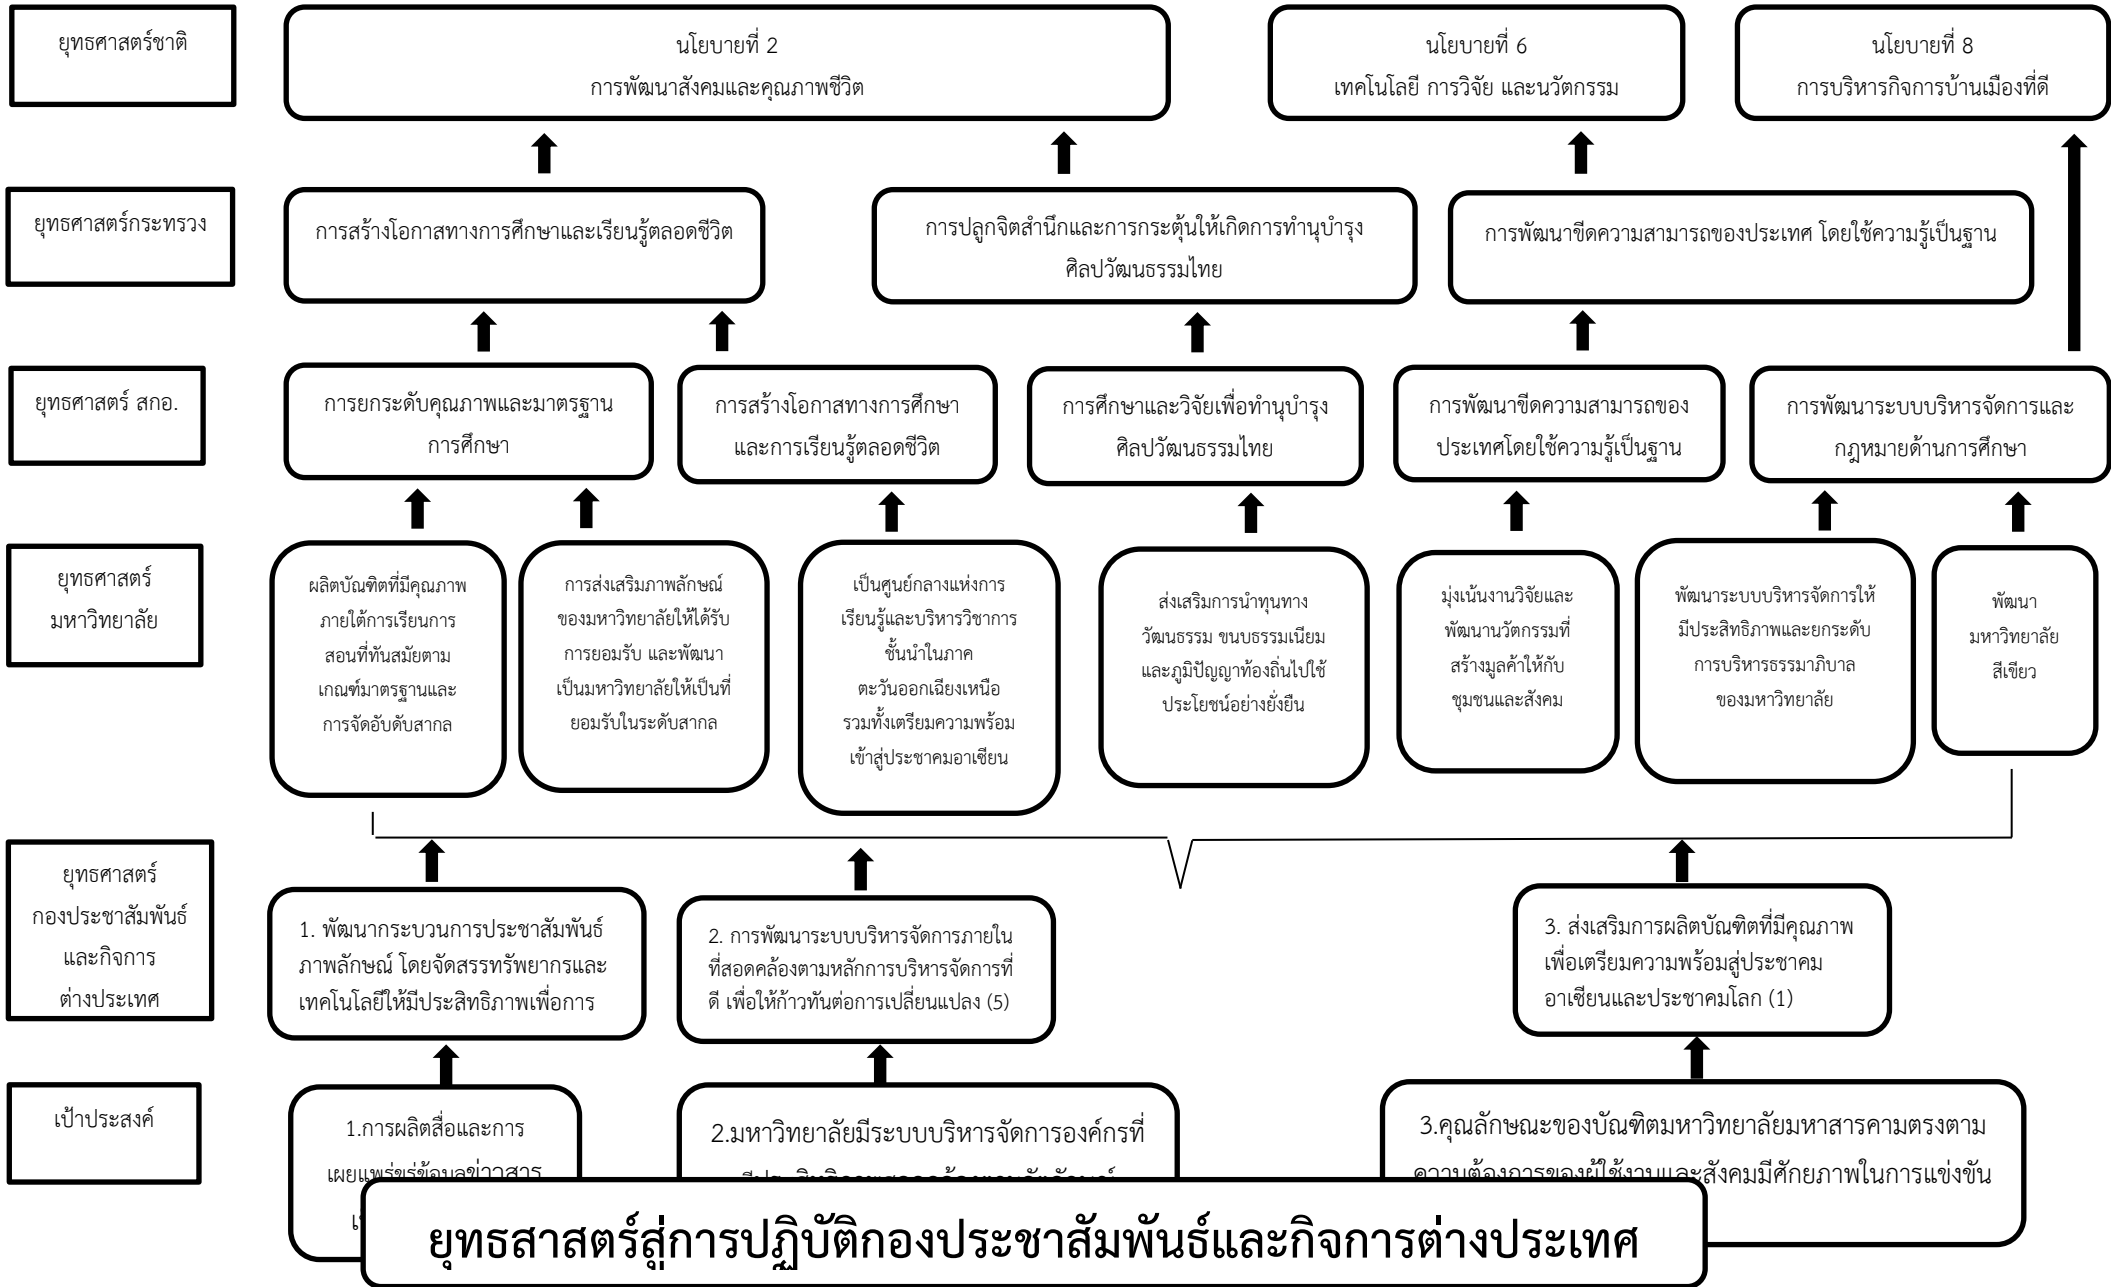 ยุทธศาสตร์ชาติ
นโยบายที่ 2
การพัฒนาสังคมและคุณภาพชีวิต
นโยบายที่ 6
เทคโนโลยี การวิจัย และนวัตกรรม
นโยบายที่ 8
การบริหารกิจการบ้านเมืองที่ดี
ยุทธศาสตร์กระทรวง
การสร้างโอกาสทางการศึกษาและเรียนรู้ตลอดชีวิต
การปลูกจิตสำนึกและการกระตุ้นให้เกิดการทำนุบำรุง
ศิลปวัฒนธรรมไทย
การพัฒนาขีดความสามารถของประเทศ โดยใช้ความรู้เป็นฐาน
ยุทธศาสตร์ สกอ.
การยกระดับคุณภาพและมาตรฐาน
การศึกษา
การสร้างโอกาสทางการศึกษา
และการเรียนรู้ตลอดชีวิต
การศึกษาและวิจัยเพื่อทำนุบำรุง
ศิลปวัฒนธรรมไทย
การพัฒนาขีดความสามารถของ
ประเทศโดยใช้ความรู้เป็นฐาน
การพัฒนาระบบบริหารจัดการและ
กฎหมายด้านการศึกษา
ยุทธศาสตร์
มหาวิทยาลัย
ผลิตบัณฑิตที่มีคุณภาพ
ภายใต้การเรียนการ
สอนที่ทันสมัยตาม
เกณฑ์มาตรฐานและ
การจัดอับดับสากล
การส่งเสริมภาพลักษณ์
ของมหาวิทยาลัยให้ได้รับ
การยอมรับ และพัฒนา
เป็นมหาวิทยาลัยให้เป็นที่
ยอมรับในระดับสากล
เป็นศูนย์กลางแห่งการ
เรียนรู้และบริหารวิชาการ
ชั้นนำในภาค
ตะวันออกเฉียงเหนือ
รวมทั้งเตรียมความพร้อม
เข้าสู่ประชาคมอาเซียน
ส่งเสริมการนำทุนทาง
วัฒนธรรม ขนบธรรมเนียม
และภูมิปัญญาท้องถิ่นไปใช้
ประโยชน์อย่างยั่งยืน
มุ่งเน้นงานวิจัยและ
พัฒนานวัตกรรมที่
สร้างมูลค้าให้กับ
ชุมชนและสังคม
พัฒนาระบบบริหารจัดการให้
มีประสิทธิภาพและยกระดับ
การบริหารธรรมาภิบาล
ของมหาวิทยาลัย
พัฒนา
มหาวิทยาลัย
สีเขียว
ยุทธศาสตร์
กองประชาสัมพันธ์
และกิจการ
ต่างประเทศ
1. พัฒนากระบวนการประชาสัมพันธ์
ภาพลักษณ์ โดยจัดสรรทรัพยากรและ
เทคโนโลยีให้มีประสิทธิภาพเพื่อการ
2. การพัฒนาระบบบริหารจัดการภายใน
ที่สอดคล้องตามหลักการบริหารจัดการที่
ดี เพื่อให้ก้าวทันต่อการเปลี่ยนแปลง (5)
3. ส่งเสริมการผลิตบัณฑิตที่มีคุณภาพ
เพื่อเตรียมความพร้อมสู่ประชาคม
อาเซียนและประชาคมโลก (1)
เป้าประสงค์
1.การผลิตสื่อและการ
เผยแพร่ขร่ข้อมูลข่าวสาร
2.มหาวิทยาลัยมีระบบบริหารจัดการองค์กรที่
3.คุณลักษณะของบัณฑิตมหาวิทยาลัยมหาสารคามตรงตาม
ความต้องการของผู้ใช้งานและสังคมมีศักยภาพในการแข่งขัน
ยุทธสาสตร์สู่การปฏิบัติกองประชาสัมพันธ์และกิจการต่างประเทศ